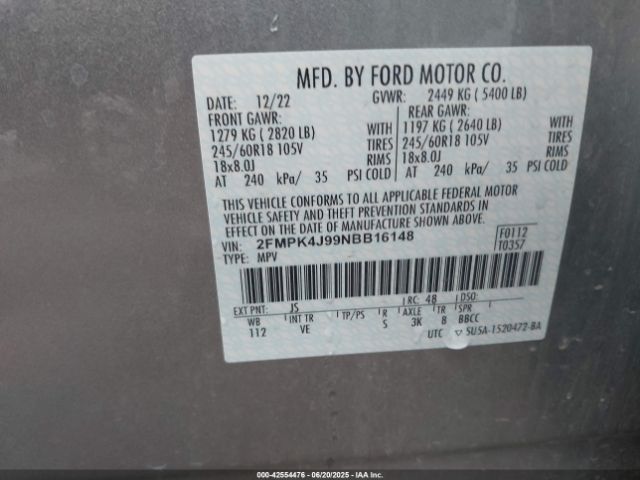 MFD. BY FORD MOTOR CO.
DATE: 12/22 GVWR: 2449 KG ( 5400 LB)
FRONT GAWR: REAR GAWR:
1279 KG ( 2820 LB) WITH 1197 KG ( 2640 LB) WITH
245/60R18 105V TIRES 245/60R18 105V TIRES
18x8.0J RIMS 18x8.0J RIMS
AT 240 kPa/ 35 PSI COLD AT 240 kPa/ 35 PSI COLD
THIS VEHICLE CONFORMS TO ALL APPLICABLE FEDERAL MOTOR
VEHICLE SAFETY AND THEFT PREVENTION STANDARDS IN
EFFECT ON THE DATE OF MANUFACTURE SHOWN ABOVE.
VIN: 2FMPK4J99NBB16148 F0112
TYPE: MPV T0357
EXT PNT: JS RC: 48 DSO:
WB INT TR TP/PS R AXLE TR SPR
112 VE S 3K 8 BBCC
UTC ▽ 5U5A-1520472-BA
000-42554476 - 06/20/2025 - IAA Inc.